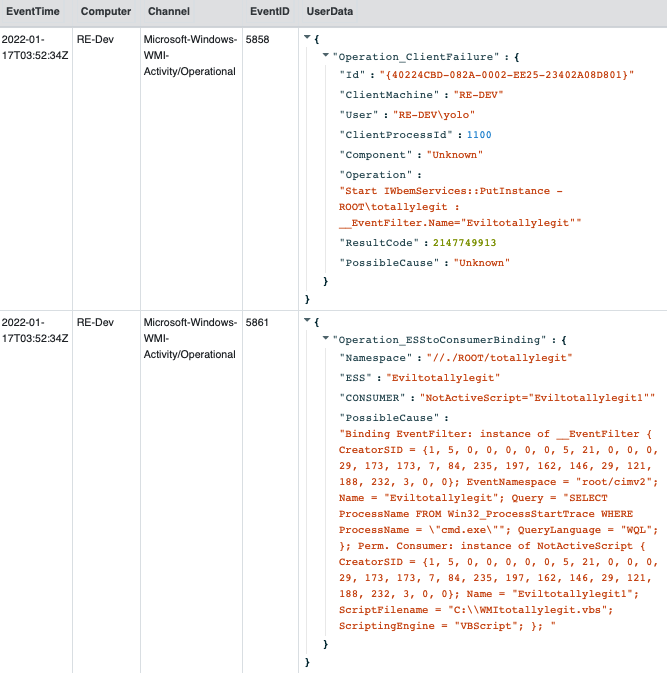 EventTime Computer Channel EventID UserData
2022-01-17T03:52:34Z RE-Dev Microsoft-Windows-WMI-Activity/Operational 5858
{
"Operation_ClientFailure" : {
"Id" : "{40224CBD-082A-0002-EE25-23402A08D801}"
"ClientMachine" : "RE-DEV"
"User" : "RE-DEV\yolo"
"ClientProcessId" : 1100
"Component" : "Unknown"
"Operation" :
"Start IWbemServices::PutInstance -
ROOT\totallylegit :
__EventFilter.Name="Eviltotallylegit""
"ResultCode" : 2147749913
"PossibleCause" : "Unknown"
}
}
2022-01-17T03:52:34Z RE-Dev Microsoft-Windows-WMI-Activity/Operational 5861
{
"Operation_ESStoConsumerBinding" : {
"Namespace" : "//./ROOT/totallylegit"
"ESS" : "Eviltotallylegit"
"CONSUMER" : "NotActiveScript="Eviltotallylegit1""
"PossibleCause" :
"Binding EventFilter: instance of __EventFilter {
CreatorSID = {1, 5, 0, 0, 0, 0, 0, 5, 21, 0, 0, 0,
29, 173, 173, 7, 84, 235, 197, 162, 146, 29, 121,
188, 232, 3, 0, 0}; EventNamespace = "root/cimv2";
Name = "Eviltotallylegit"; Query = "SELECT
ProcessName FROM Win32_ProcessStartTrace WHERE
ProcessName = \"cmd.exe\""; QueryLanguage = "WQL";
}; Perm. Consumer: instance of NotActiveScript {
CreatorSID = {1, 5, 0, 0, 0, 0, 0, 5, 21, 0, 0, 0,
29, 173, 173, 7, 84, 235, 197, 162, 146, 29, 121,
188, 232, 3, 0, 0}; Name = "Eviltotallylegit1";
ScriptFilename = "C:\\WMItotallylegit.vbs";
ScriptingEngine = "VBScript"; }; "
}
}